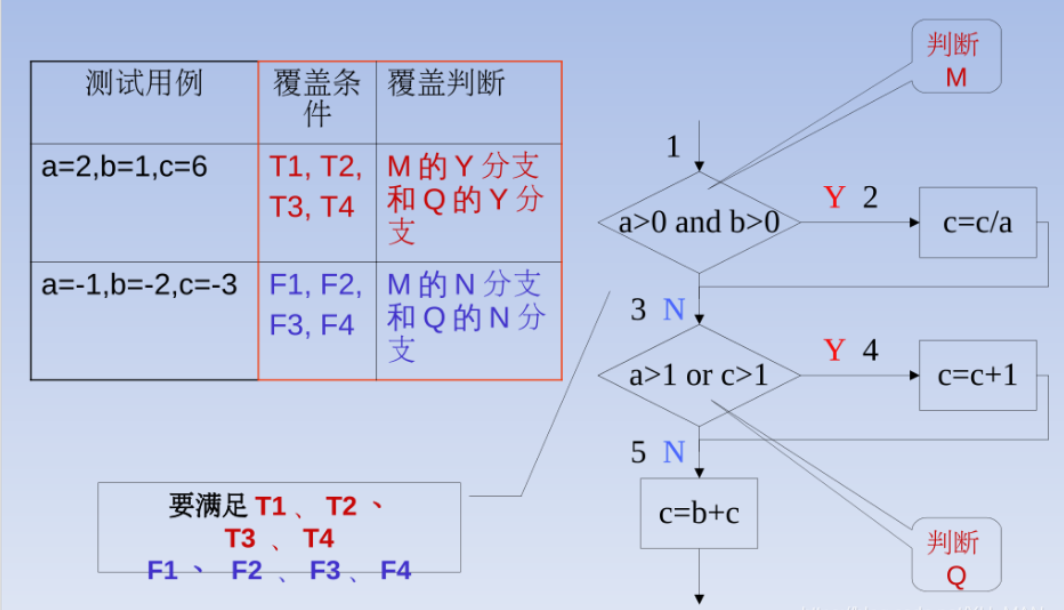 测试用例
覆盖条
件
覆盖判断
a=2,b=1,c=6
T1, T2,
T3, T4
M 的 Y 分支
和 Q 的 Y 分
支
a=-1,b=-2,c=-3
F1, F2,
F3, F4
M 的 N 分支
和 Q 的 N 分
支
要满足 T1 、 T2 、
T3 、 T4
F1 、 F2 、 F3 、 F4
判断
M
1
a>0 and b>0
Y 2
c=c/a
3 N
a>1 or c>1
Y 4
c=c+1
5 N
c=b+c
判断
Q